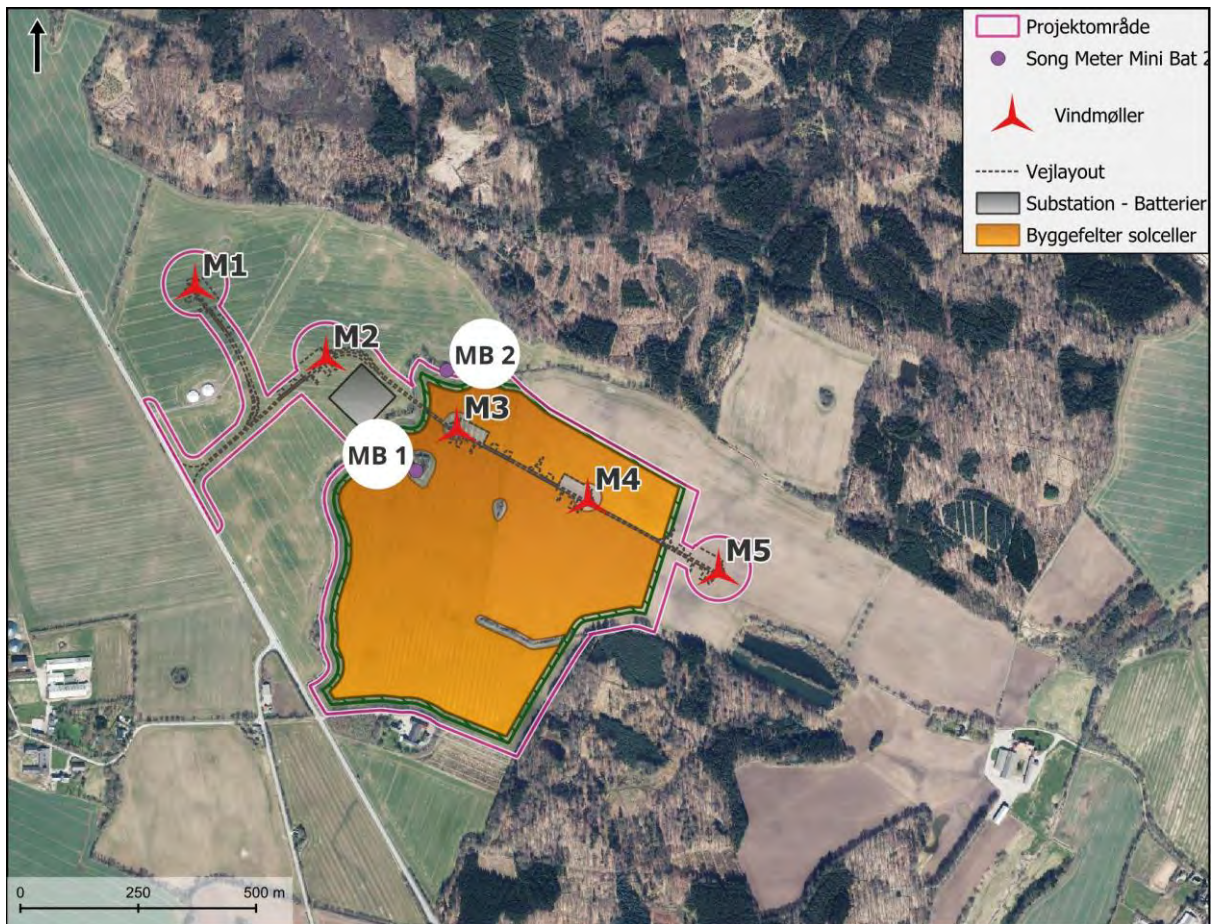 Projektområde
Song Meter Mini Bat 2
Vindmøller
Vejlayout
Substation - Batterier
Byggefelter solceller
M1
M2
MB 2
M3
MB 1
M4
M5
0 250 500 m